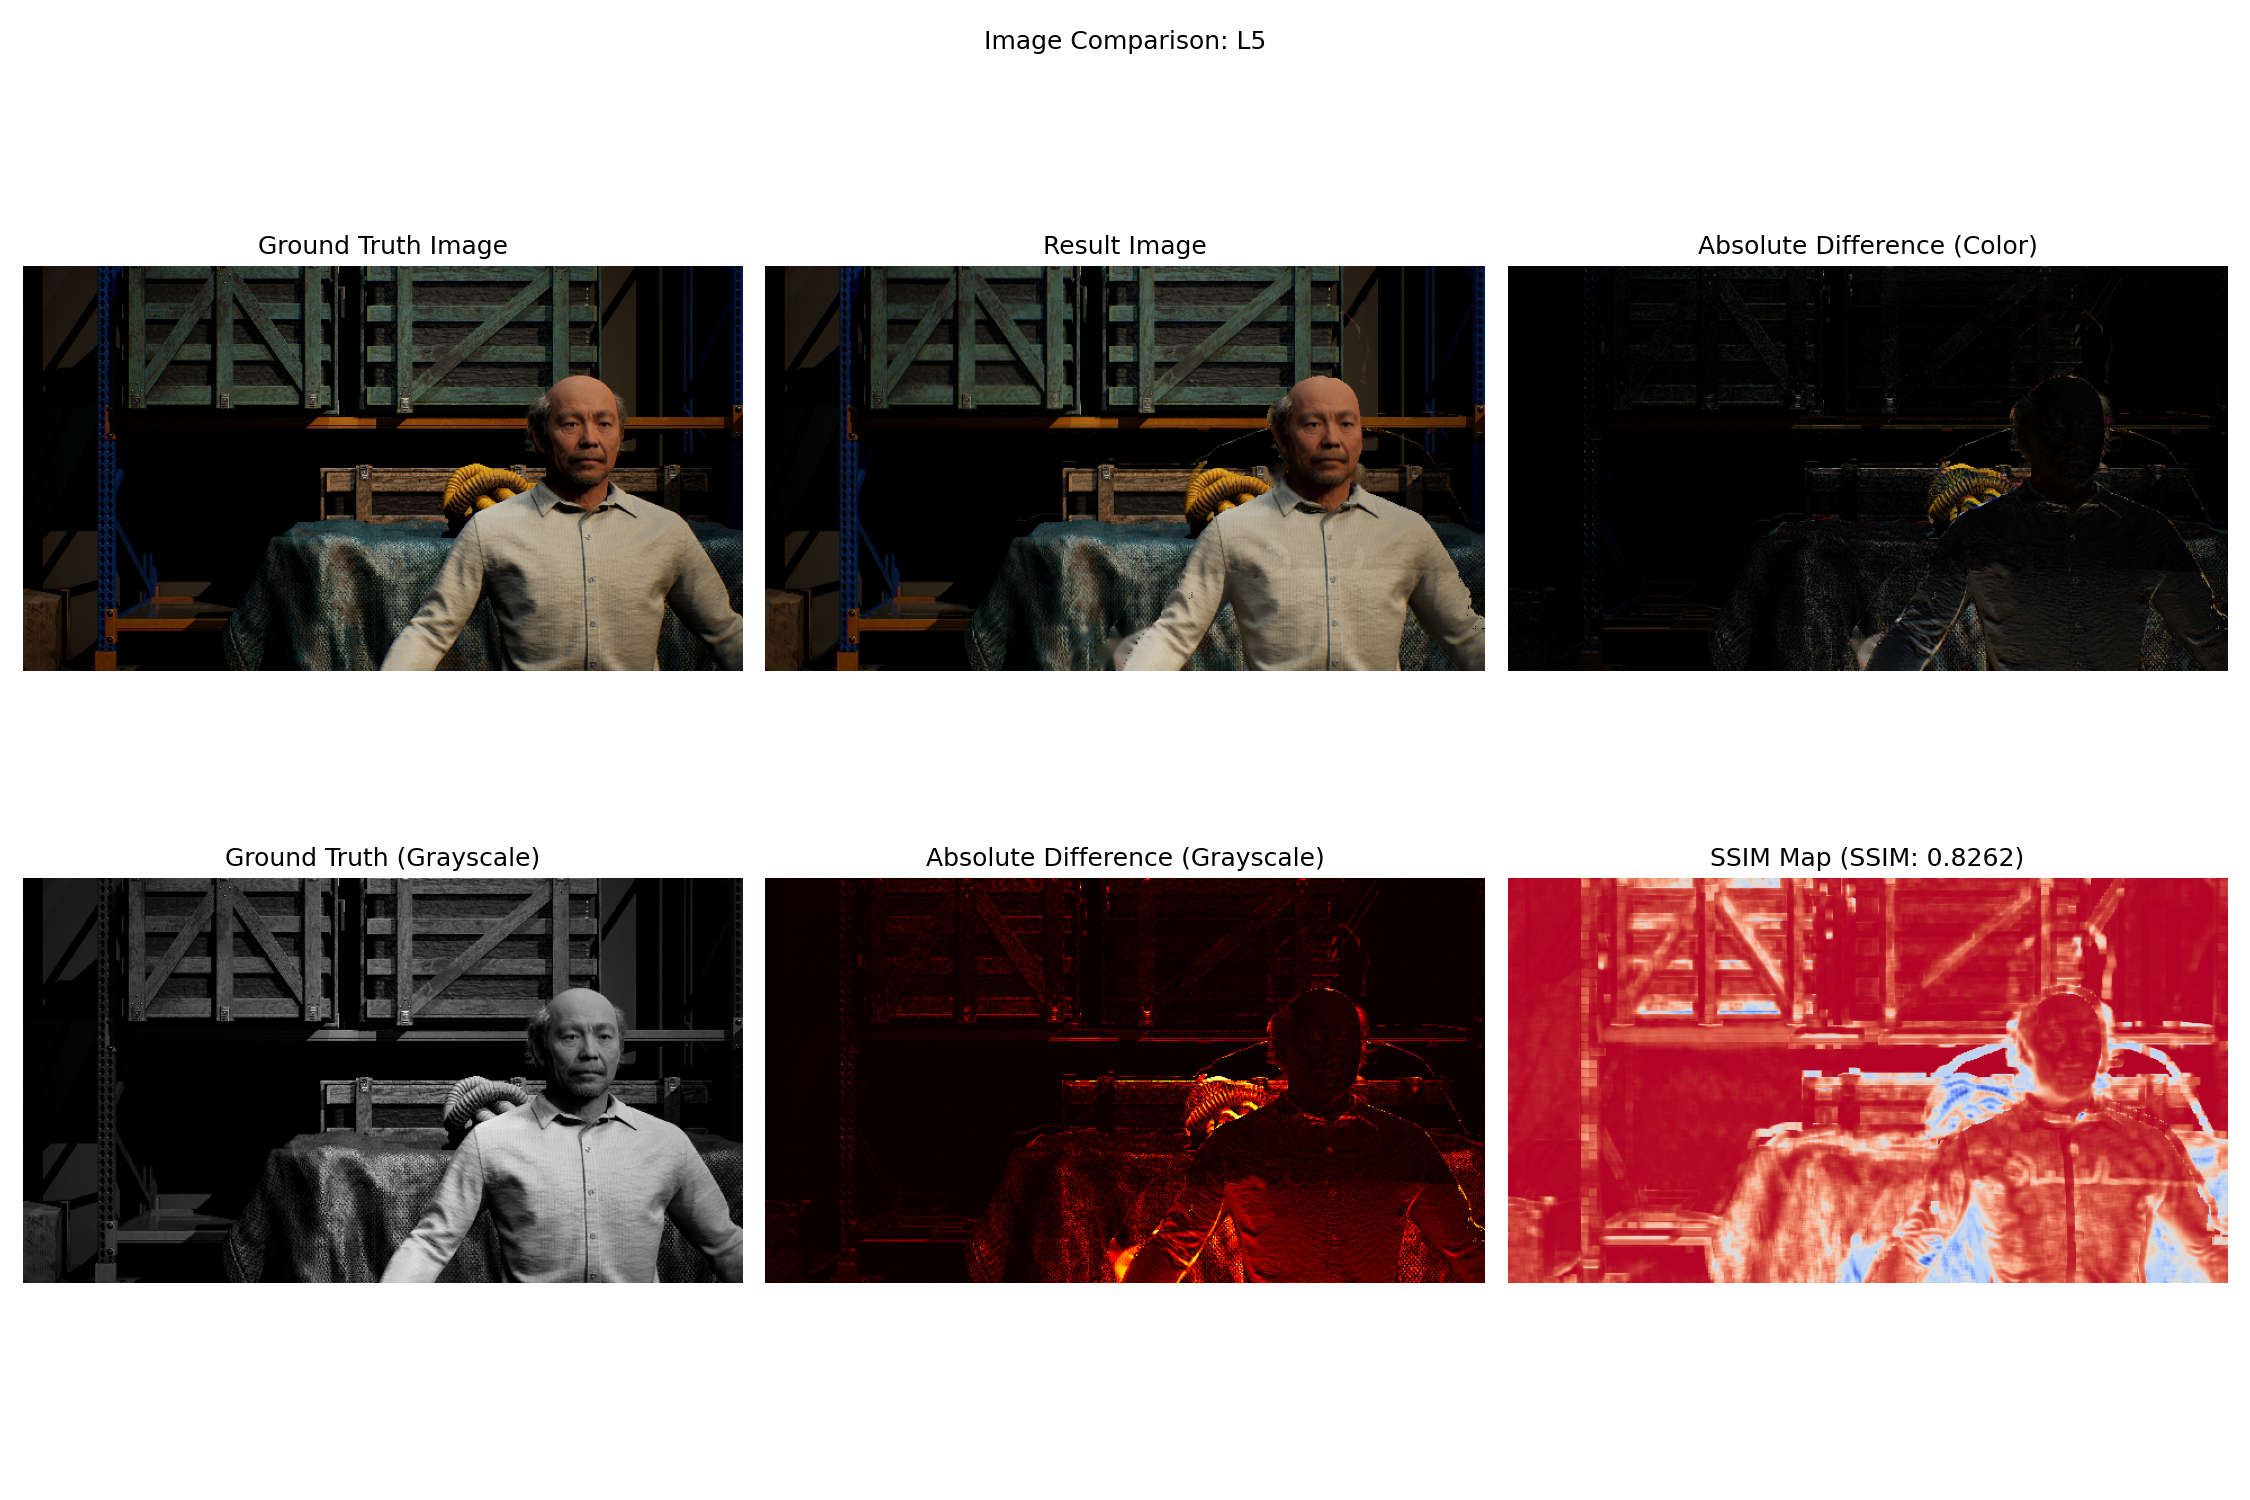 Image Comparison: L5
Ground Truth Image
Result Image
Absolute Difference (Color)
Ground Truth (Grayscale)
Absolute Difference (Grayscale)
SSIM Map (SSIM: 0.8262)